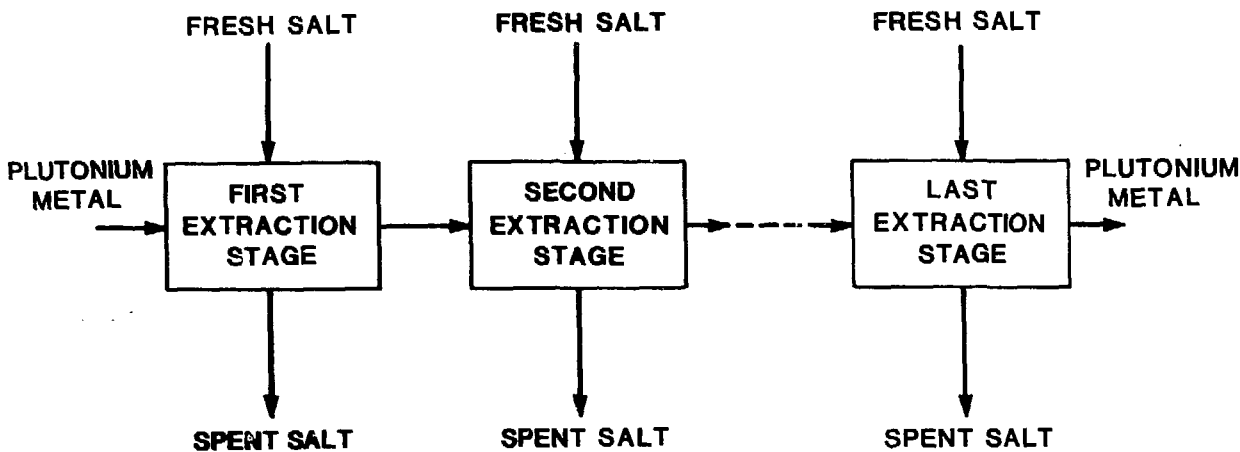 FRESH SALT
FRESH SALT
FRESH SALT
PLUTONIUM
METAL
FIRST
EXTRACTION
STAGE
SECOND
EXTRACTION
STAGE
LAST
EXTRACTION
STAGE
PLUTONIUM
METAL
SPENT SALT
SPENT SALT
SPENT SALT